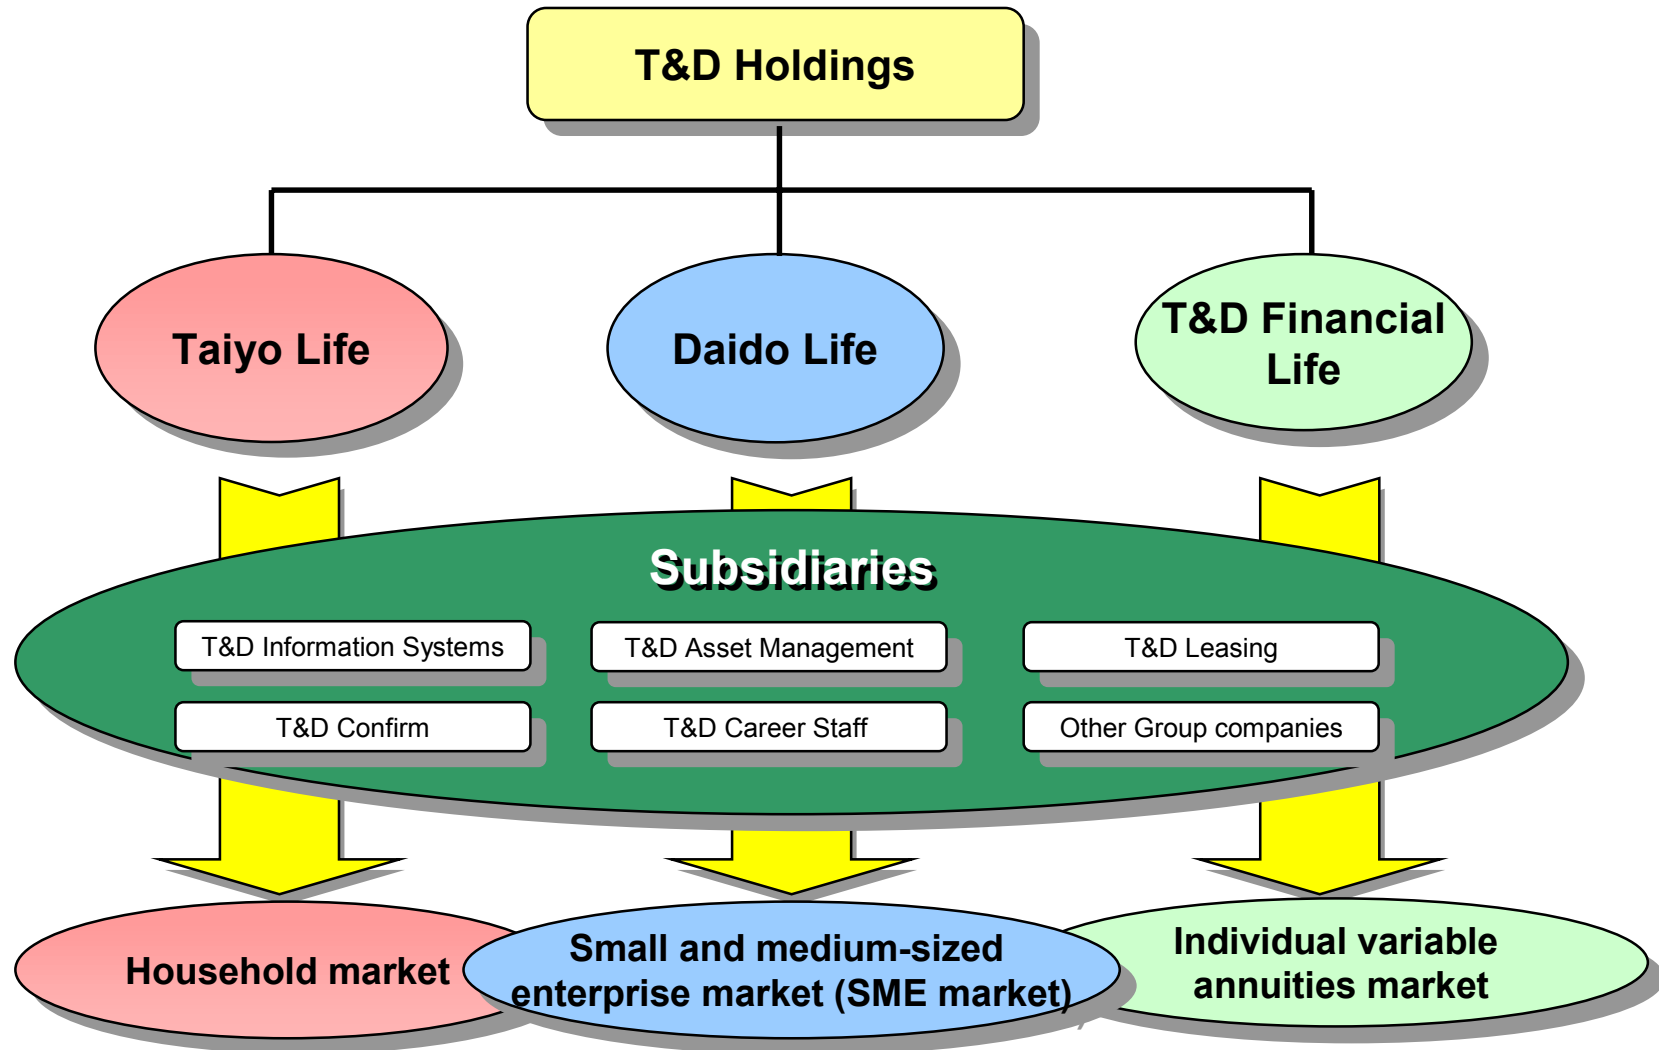 T&D Holdings
Taiyo Life
Daido Life
T&D Financial
Life
Subsidiaries
T&D Information Systems
T&D Asset Management
T&D Leasing
T&D Confirm
T&D Career Staff
Other Group companies
Household market
Small and medium-sized
enterprise market (SME market)
Individual variable
annuities market